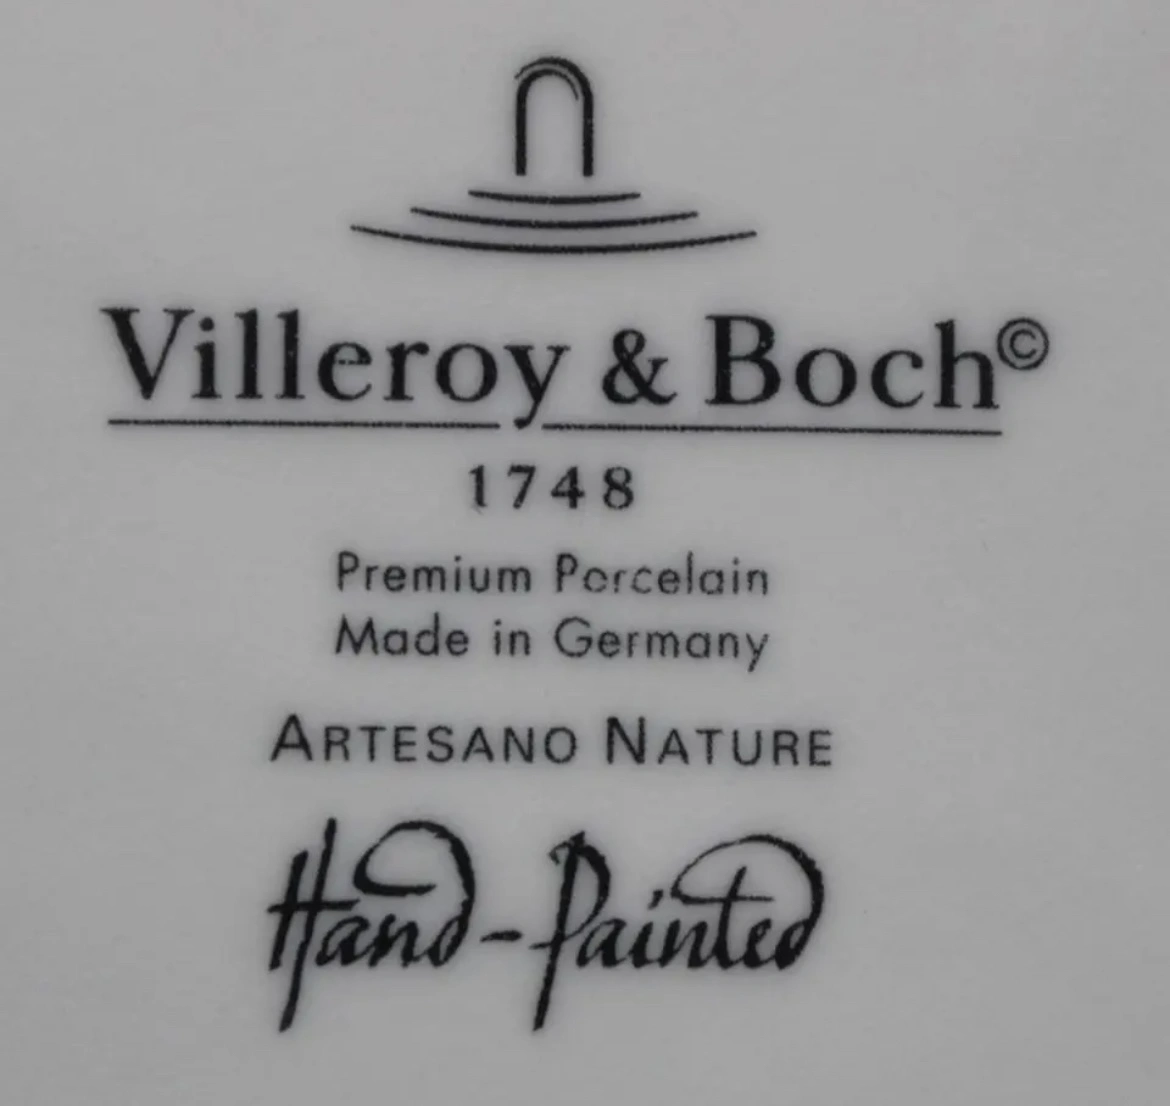 Villeroy & Boch©
1748
Premium Porcelain
Made in Germany
ARTESANO NATURE
Hand-Painted